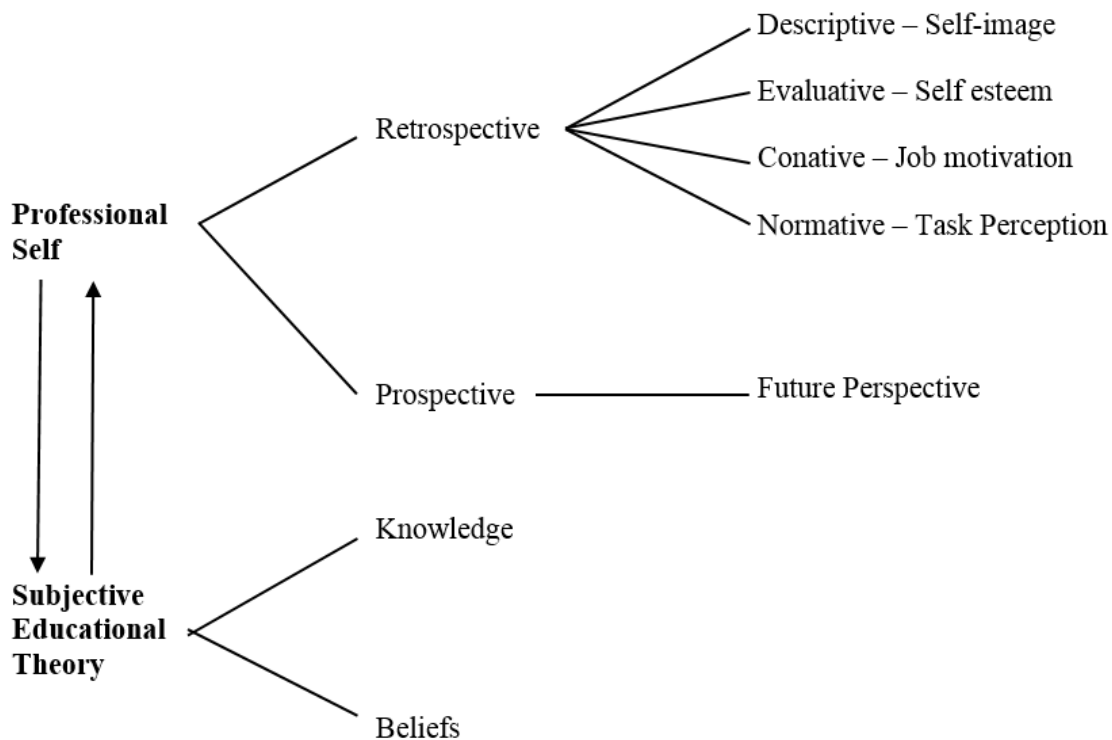 Descriptive – Self-image
Evaluative – Self esteem
Retrospective
Conative – Job motivation
Professional
Self
Normative – Task Perception
Prospective
Future Perspective
Knowledge
Subjective
Educational
Theory
Beliefs